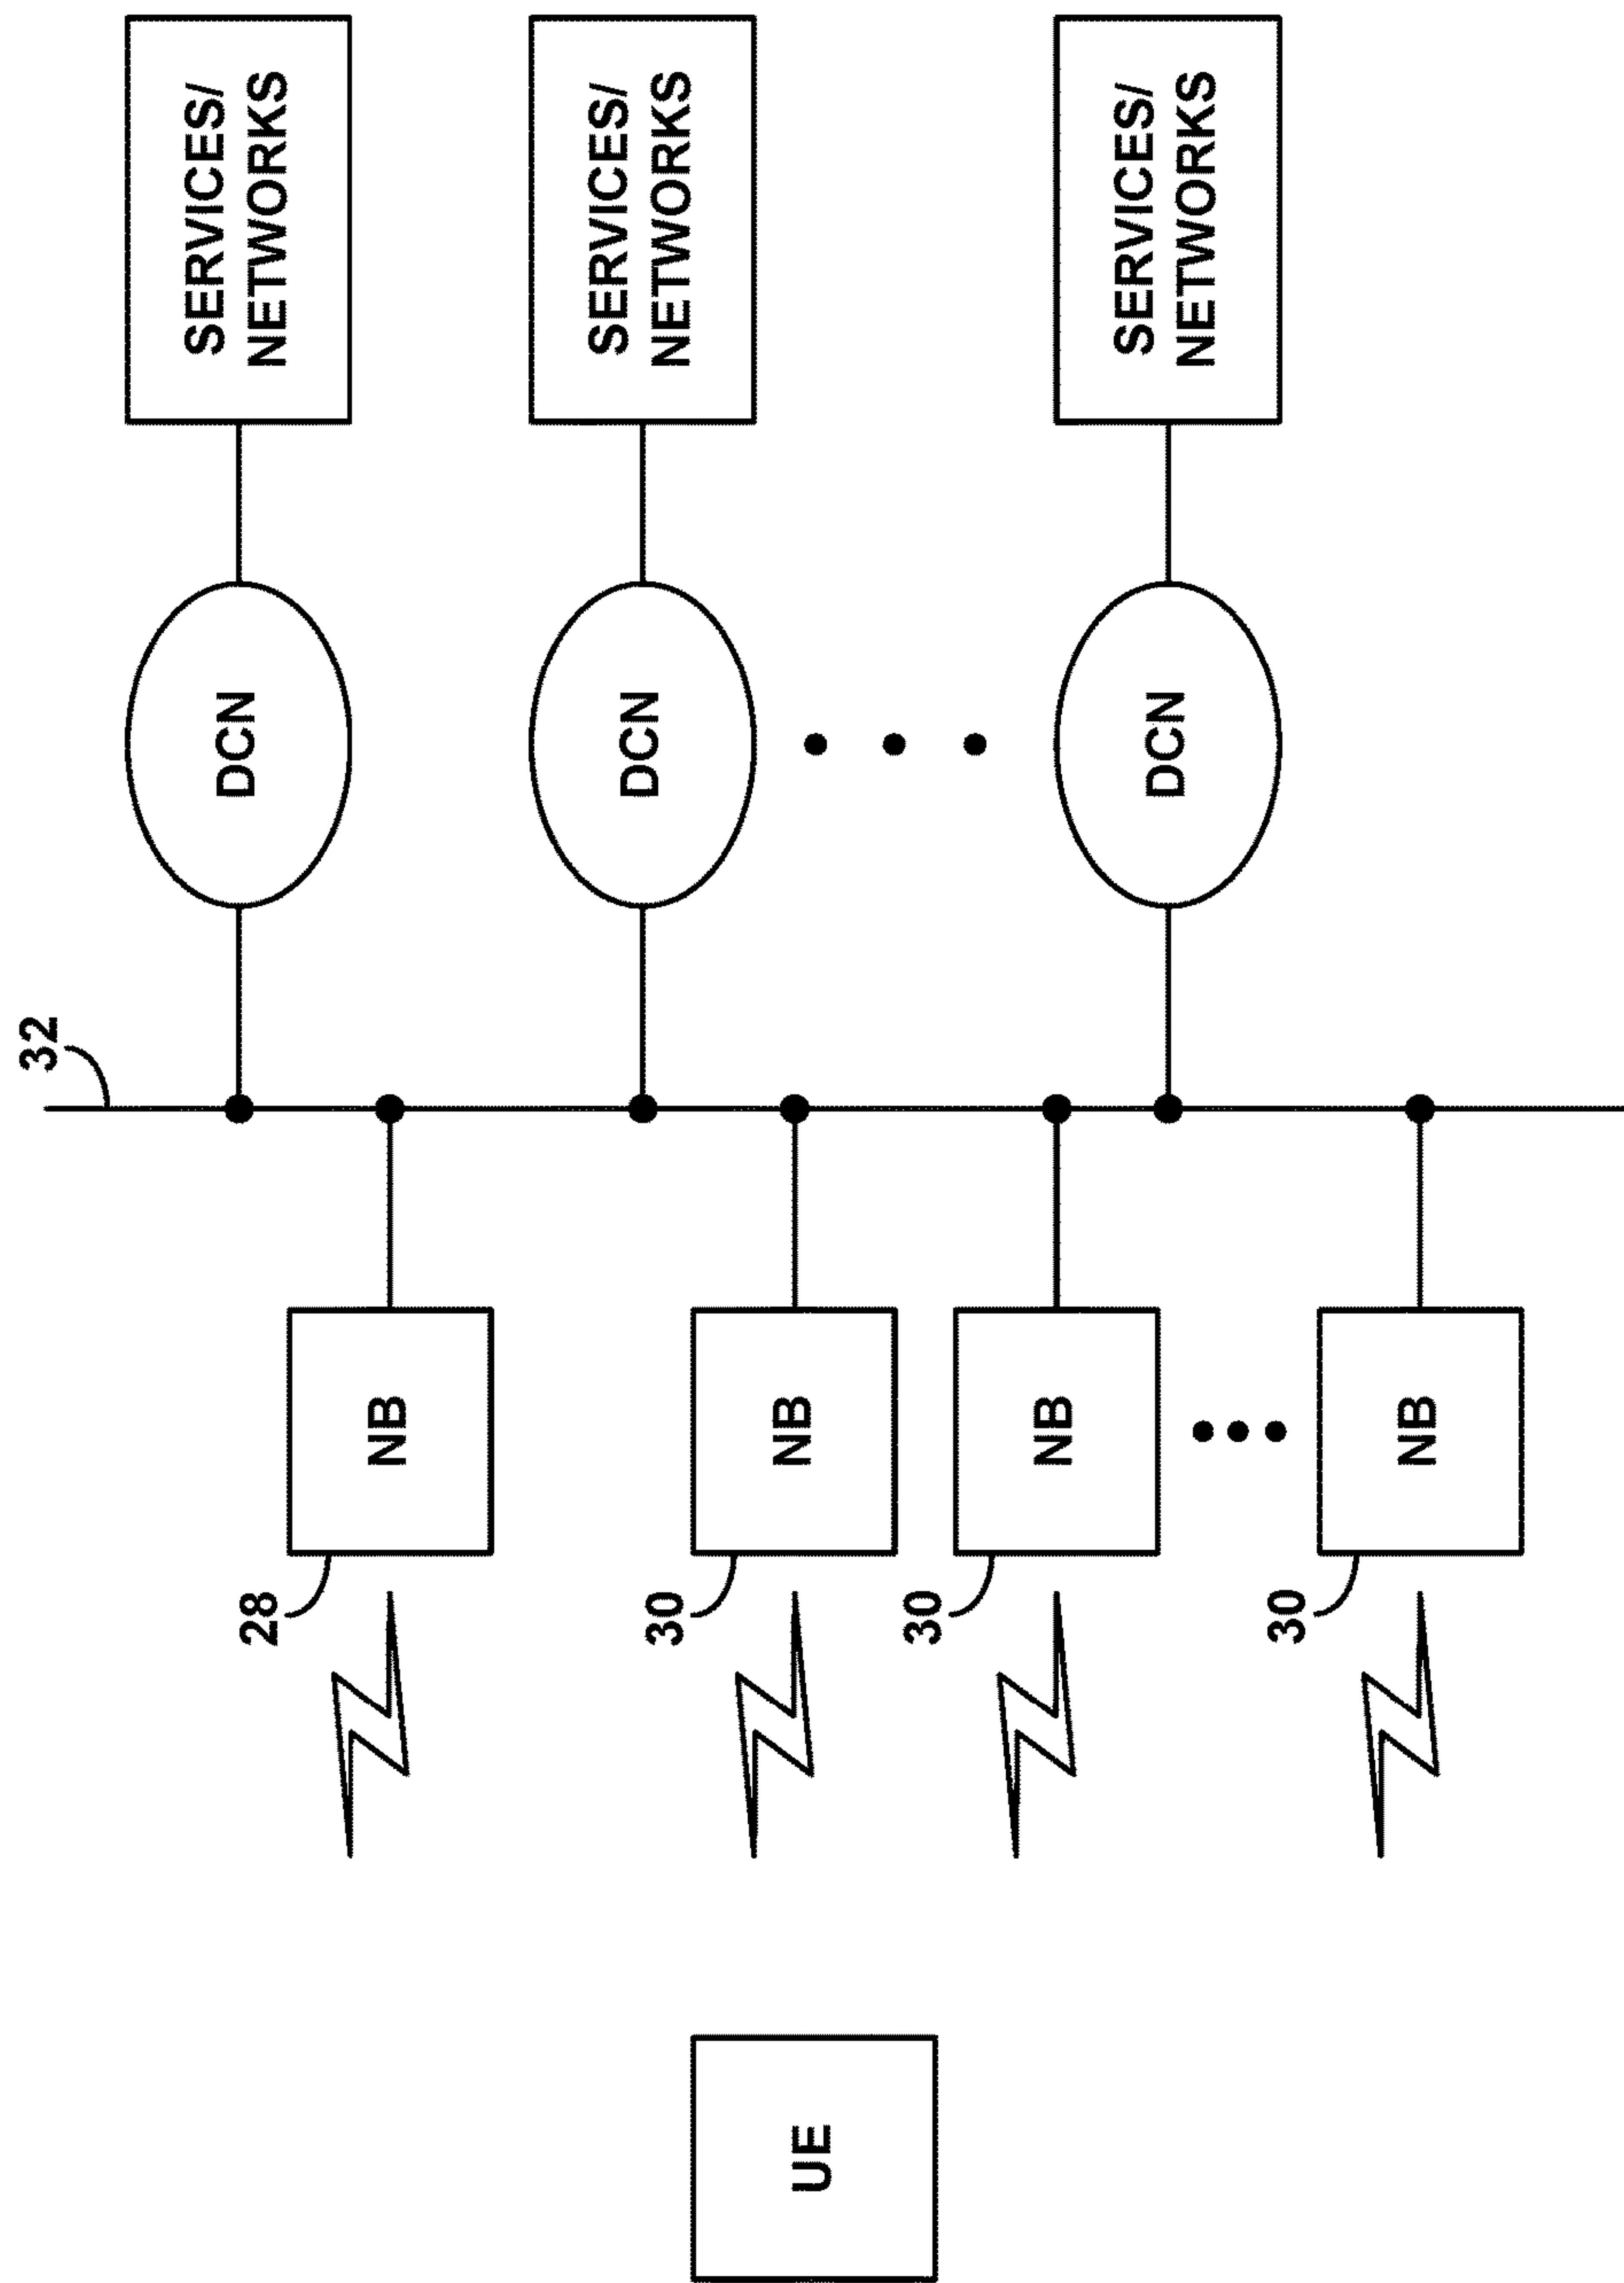 32
DCN
SERVICES/
NETWORKS
28
NB
DCN
SERVICES/
NETWORKS
30
NB
UE
30
NB
DCN
SERVICES/
NETWORKS
30
NB